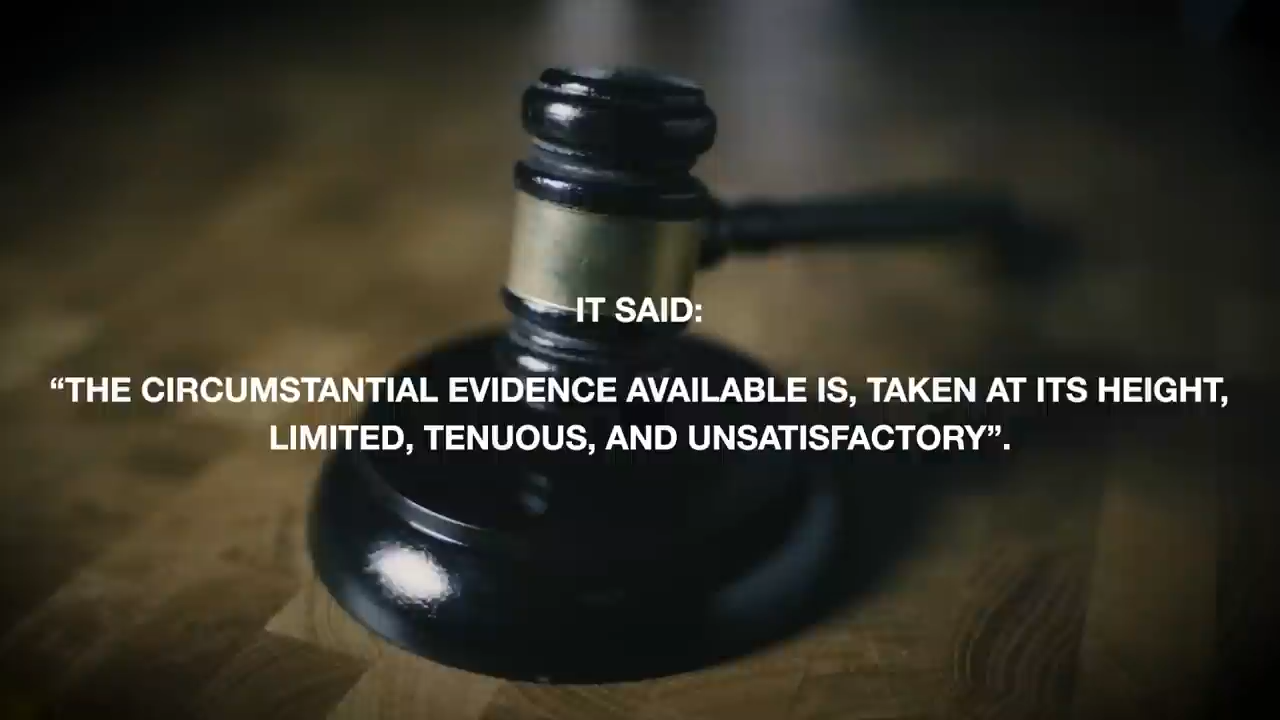 IT SAID:
“THE CIRCUMSTANTIAL EVIDENCE AVAILABLE IS, TAKEN AT ITS HEIGHT,
LIMITED, TENUOUS, AND UNSATISFACTORY”.